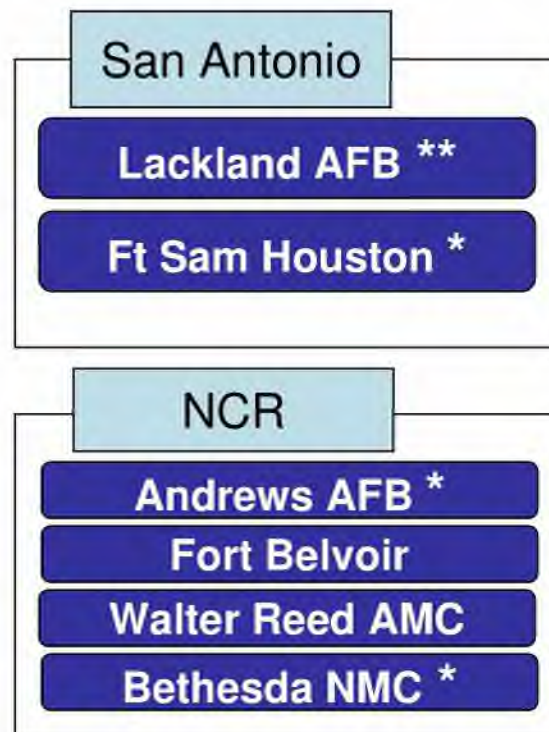 San Antonio
Lackland AFB **
Ft Sam Houston *
NCR
Andrews AFB *
Fort Belvoir
Walter Reed AMC
Bethesda NMC *